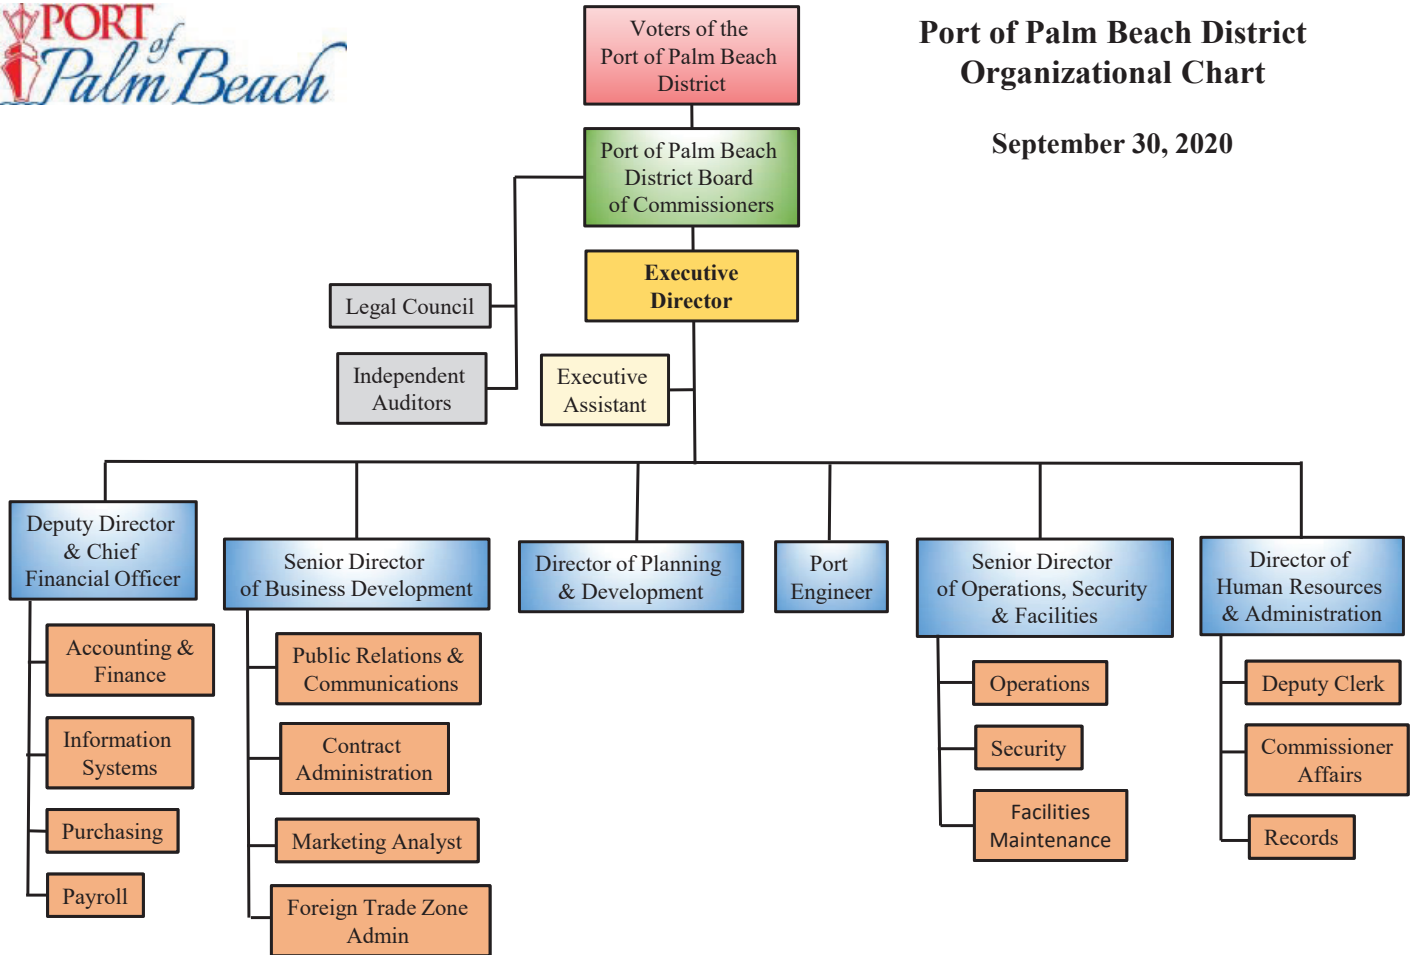 PORT
of
Palm Beach
Port of Palm Beach District
Organizational Chart
September 30, 2020
Voters of the
Port of Palm Beach
District
Port of Palm Beach
District Board
of Commissioners
Executive
Director
Legal Council
Independent
Auditors
Executive
Assistant
Deputy Director
& Chief
Financial Officer
Accounting &
Finance
Information
Systems
Purchasing
Payroll
Senior Director
of Business Development
Public Relations &
Communications
Contract
Administration
Marketing Analyst
Foreign Trade Zone
Admin
Director of Planning
& Development
Port
Engineer
Senior Director
of Operations, Security
& Facilities
Operations
Security
Facilities
Maintenance
Director of
Human Resources
& Administration
Deputy Clerk
Commissioner
Affairs
Records